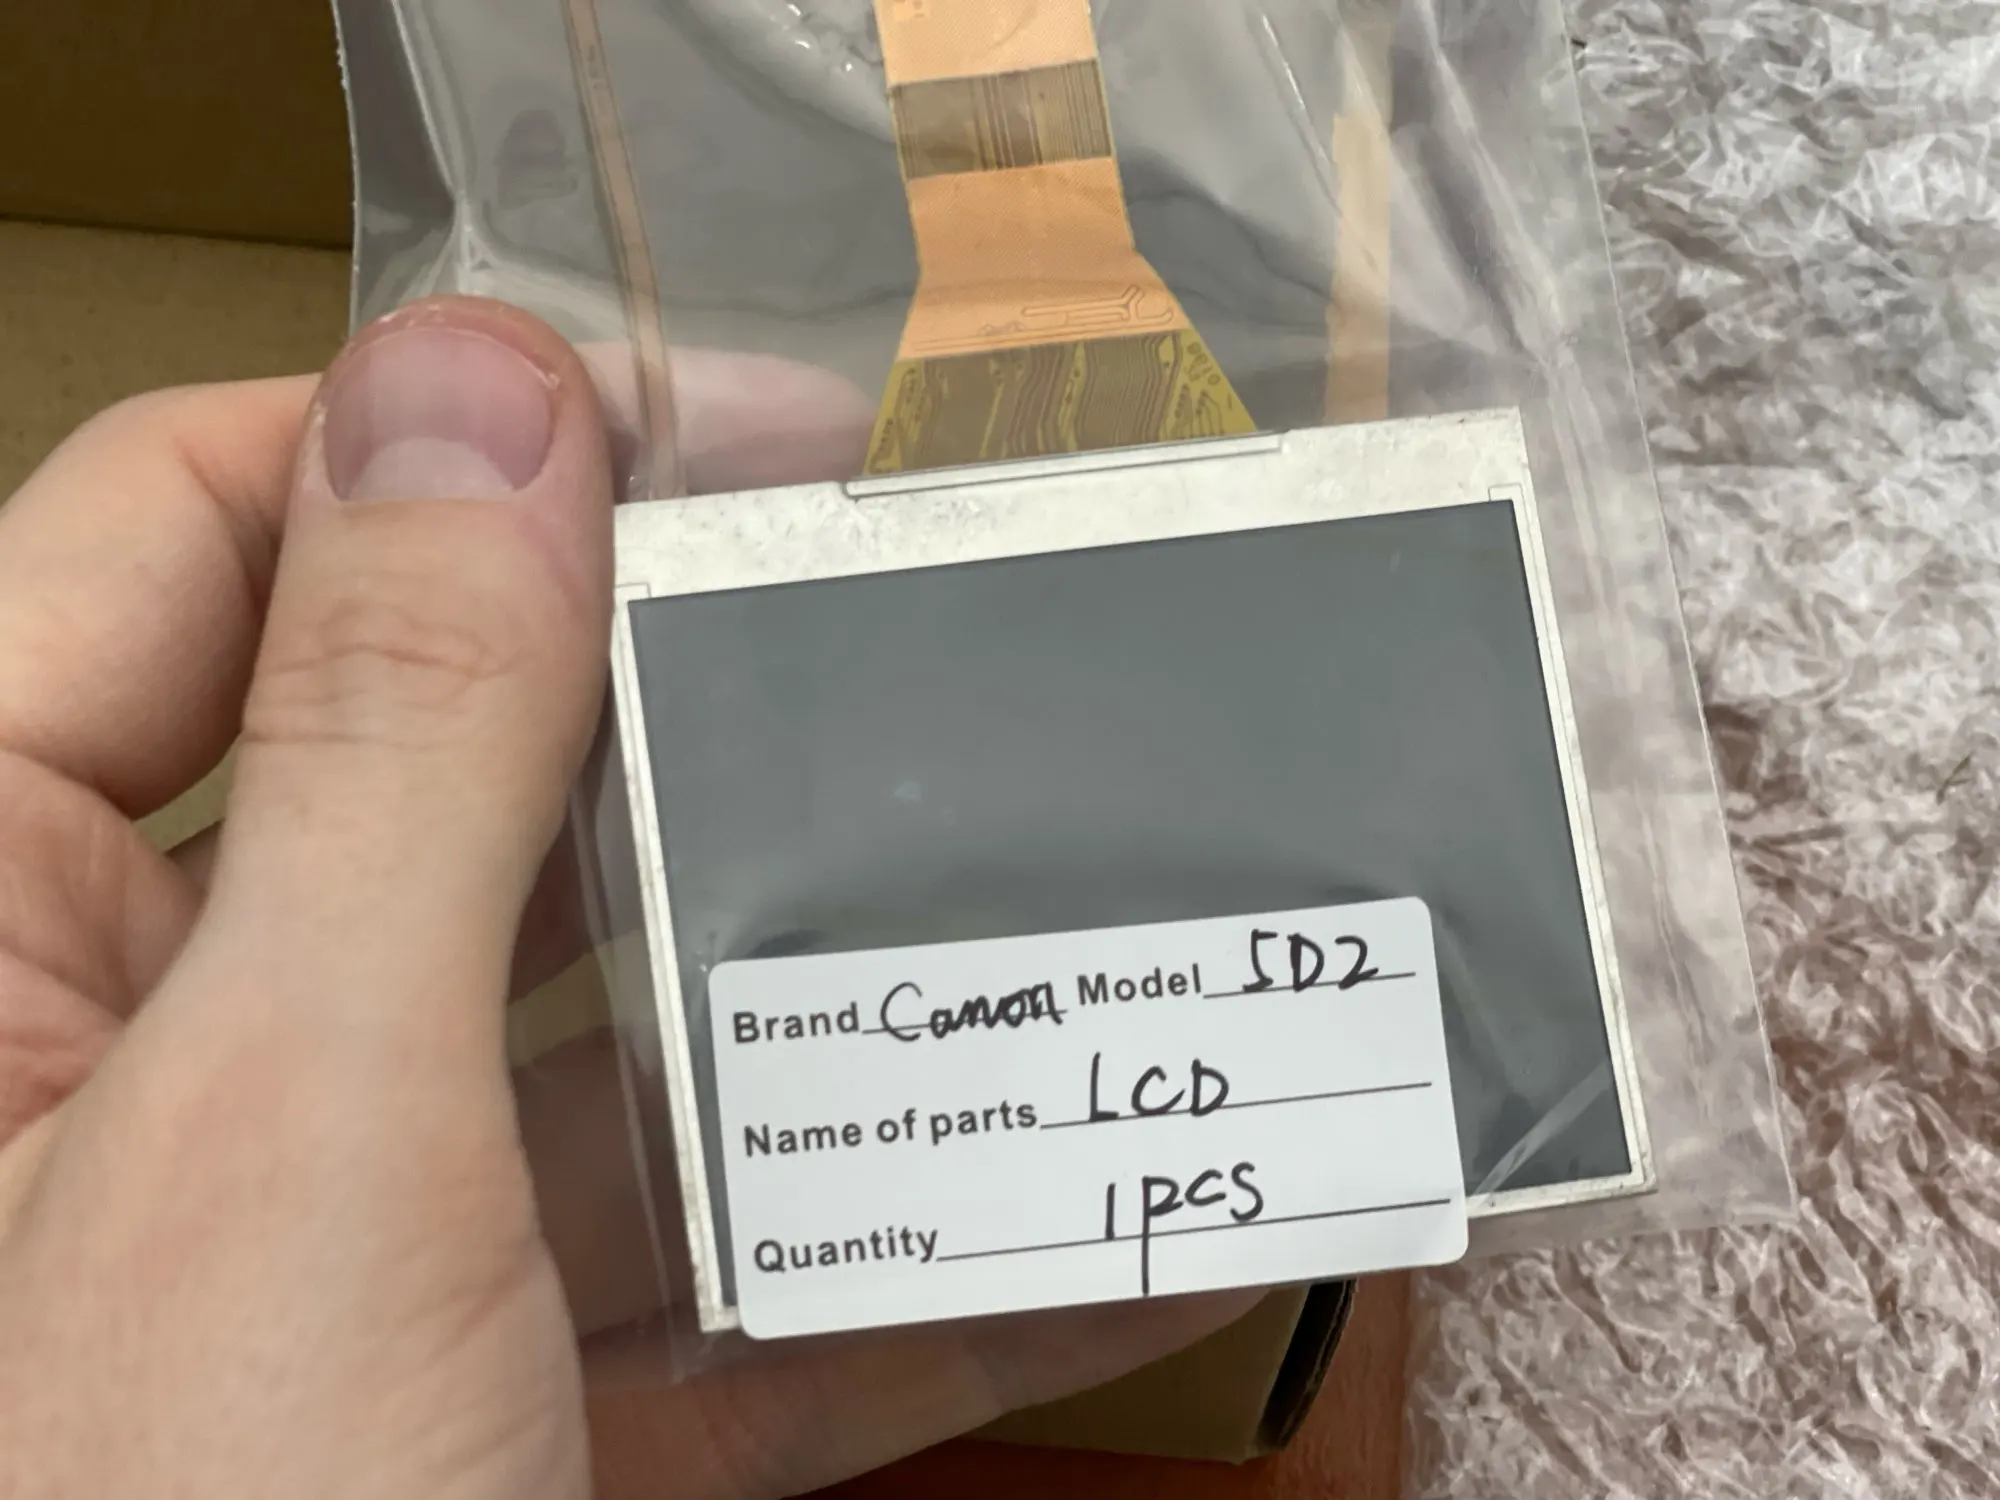 Brand Canon Model 5D2
Name of parts LCD
Quantity 1pcs